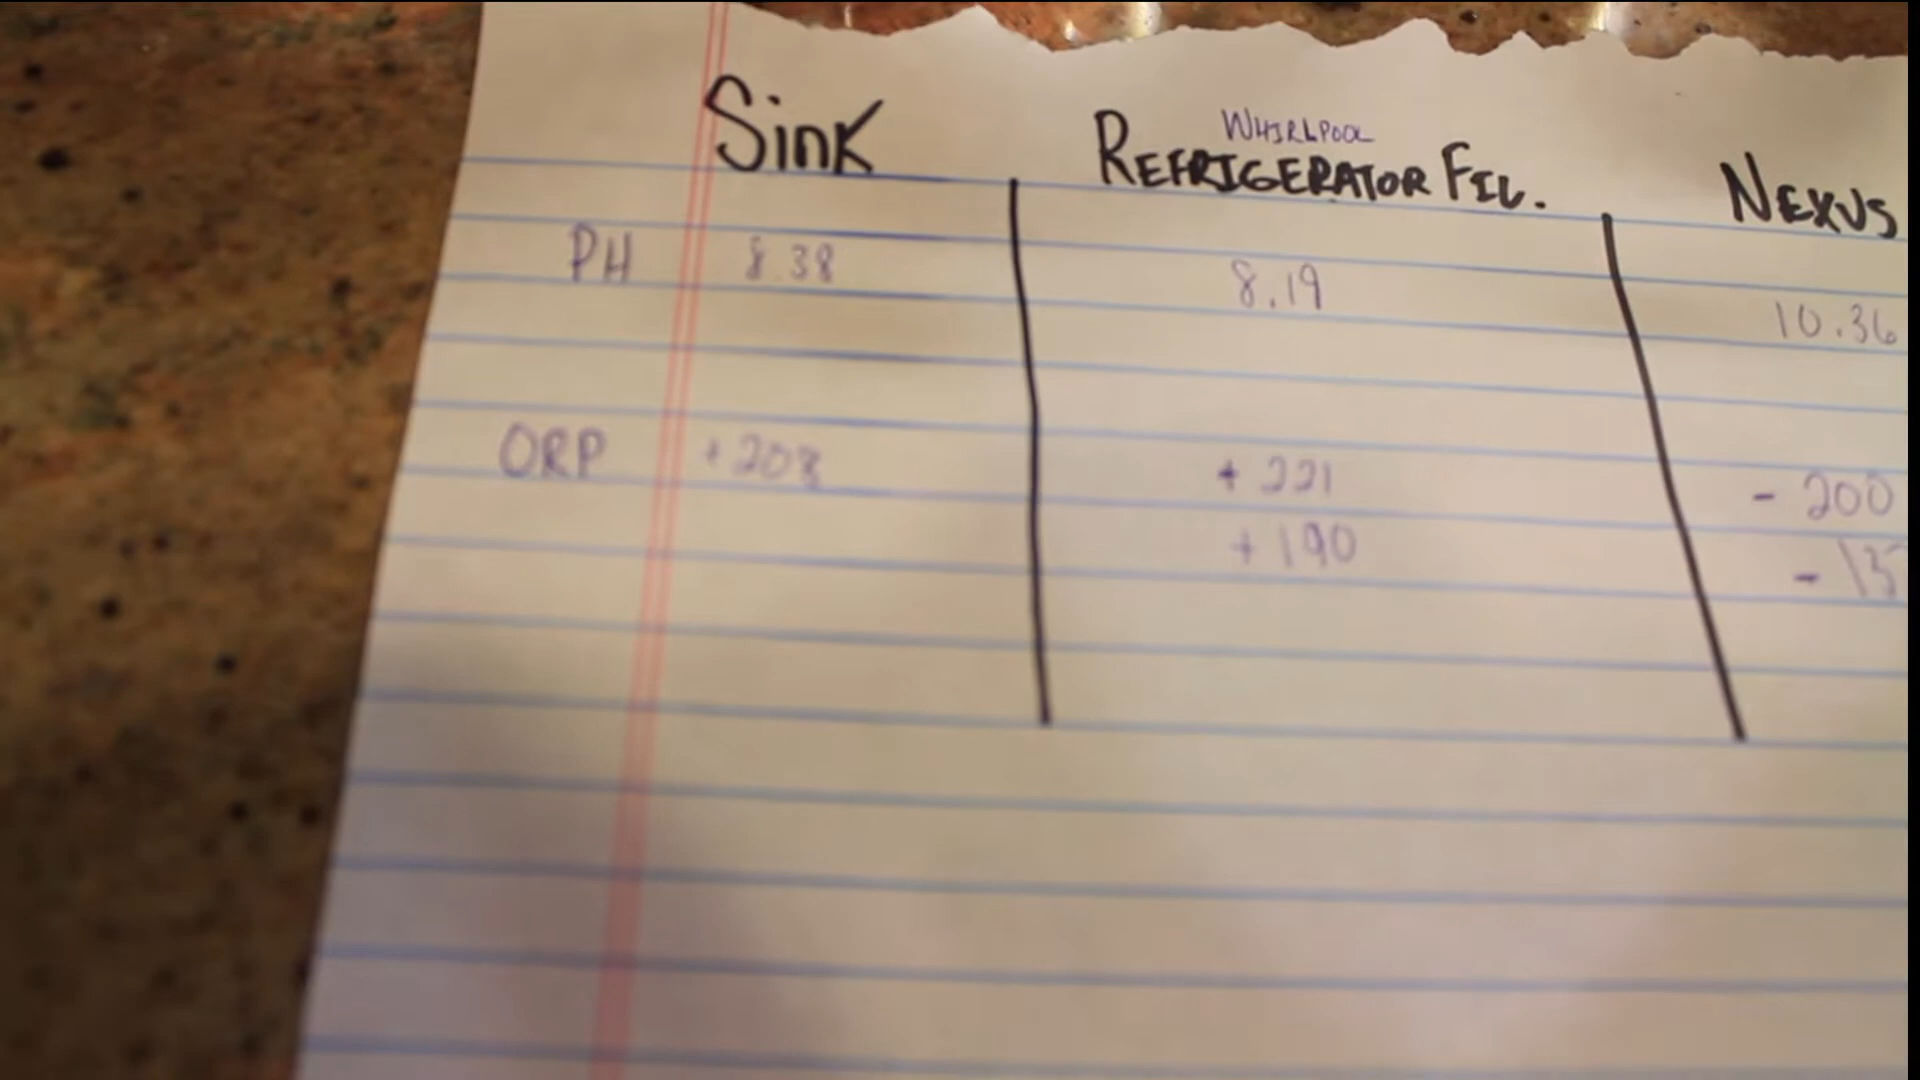 WHIRLPOOL
Sink REFRIGERATOR FIL. NEXUS
PH 8.38 8.19 10.36
ORP +208 +221 -200
+190